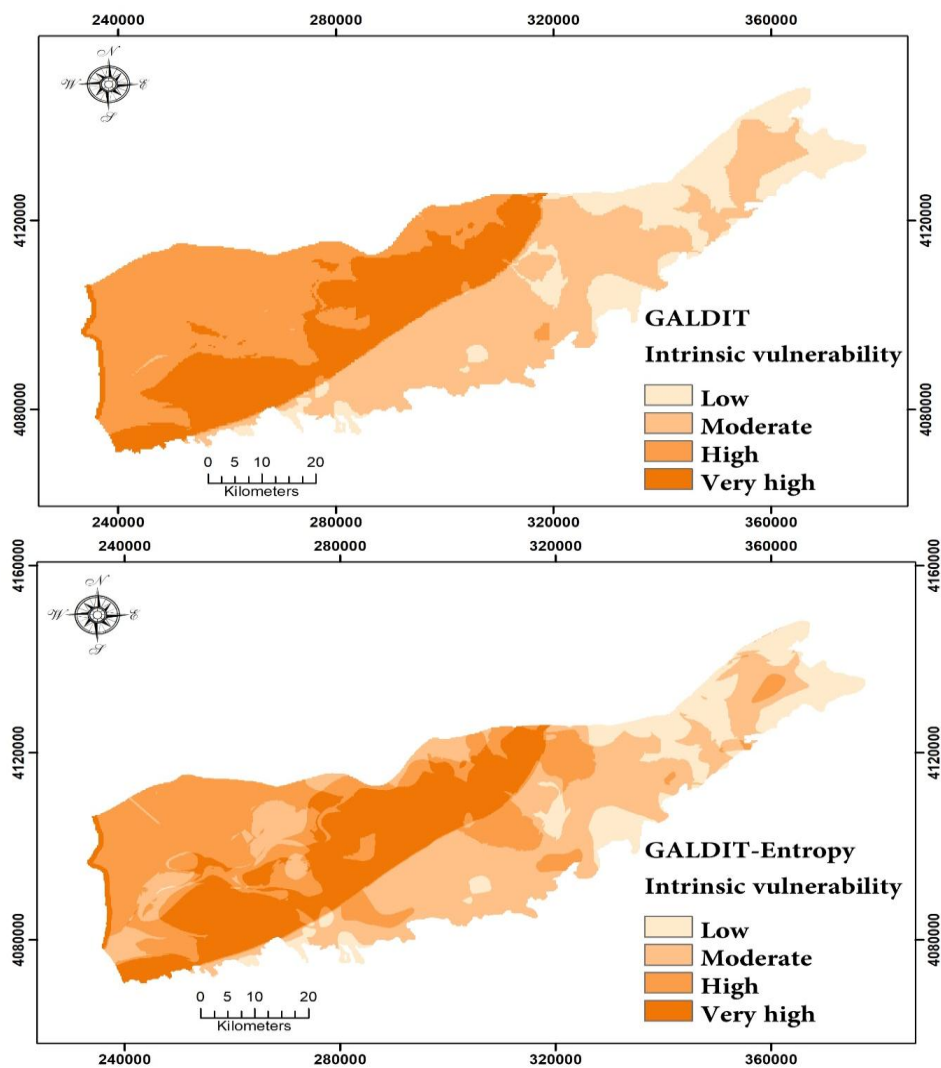 240000 280000 320000 360000
N
W E
S
4120000 4120000
GALDIT
Intrinsic vulnerability
Low
4080000 4080000
Moderate
High
0 5 10 20
Very high
Kilometers
240000 280000 320000 360000
240000 280000 320000 360000
4160000 4160000
N
W E
S
4120000 4120000
GALDIT-Entropy
Intrinsic vulnerability
Low
4080000 4080000
Moderate
High
0 5 10 20
Very high
Kilometers
240000 280000 320000 360000